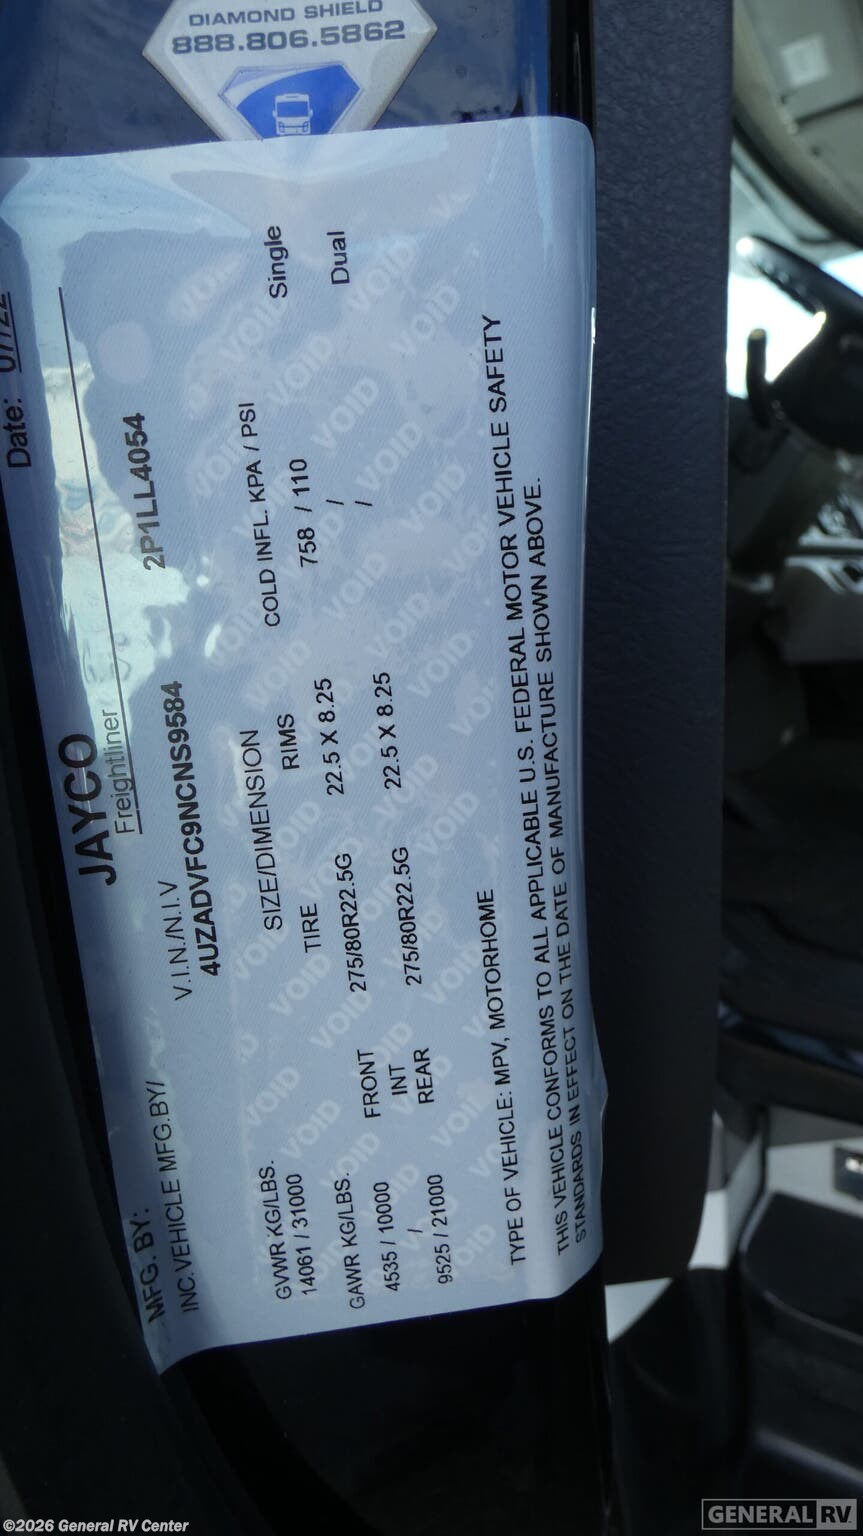 DIAMOND SHIELD
888.806.5862
MFG. BY: JAYCO Date: 07/22
INC.VEHICLE MFG.BY/ Freightliner
V.I.N./N.I.V
4UZADVFC9NCNS9584 2P1LL4054
GVWR KG/LBS. SIZE/DIMENSION COLD INFL. KPA / PSI Single
14061 / 31000 TIRE RIMS
GAWR KG/LBS. FRONT 275/80R22.5G 22.5 X 8.25 758 / 110 Dual
4535 / 10000 INT /
/ REAR 275/80R22.5G 22.5 X 8.25 /
9525 / 21000
TYPE OF VEHICLE: MPV, MOTORHOME
THIS VEHICLE CONFORMS TO ALL APPLICABLE U.S. FEDERAL MOTOR VEHICLE SAFETY
STANDARDS IN EFFECT ON THE DATE OF MANUFACTURE SHOWN ABOVE.
©2026 General RV Center
GENERAL RV